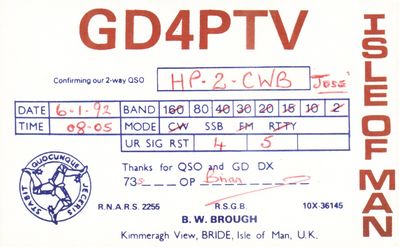 GD4PTV
ISLE OF MAN
Confirming our 2-way QSO HP-2-CWB José
DATE 6-1-92 BAND 160 80 40 30 20 15 10 2
TIME 08-05 MODE CW SSB FM RTTY
UR SIG RST 4 5
QUOCUNQUE JECERIS STABIT
Thanks for QSO and GD DX
73s OP Brian
R.N.A.R.S. 2255 R.S.G.B. 10X-36145
B. W. BROUGH
Kimmeragh View, BRIDE, Isle of Man, U.K.